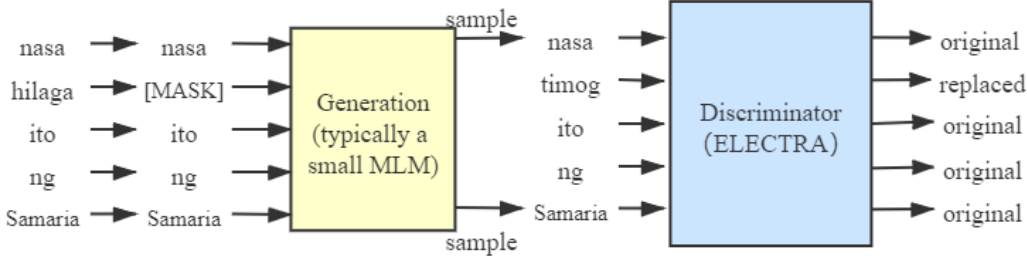 sample
nasa nasa nasa original
hilaga [MASK] timog replaced
Generation
(typically a
small MLM)
Discriminator
(ELECTRA)
ito ito ito original
ng ng ng original
Samaria Samaria Samaria original
sample